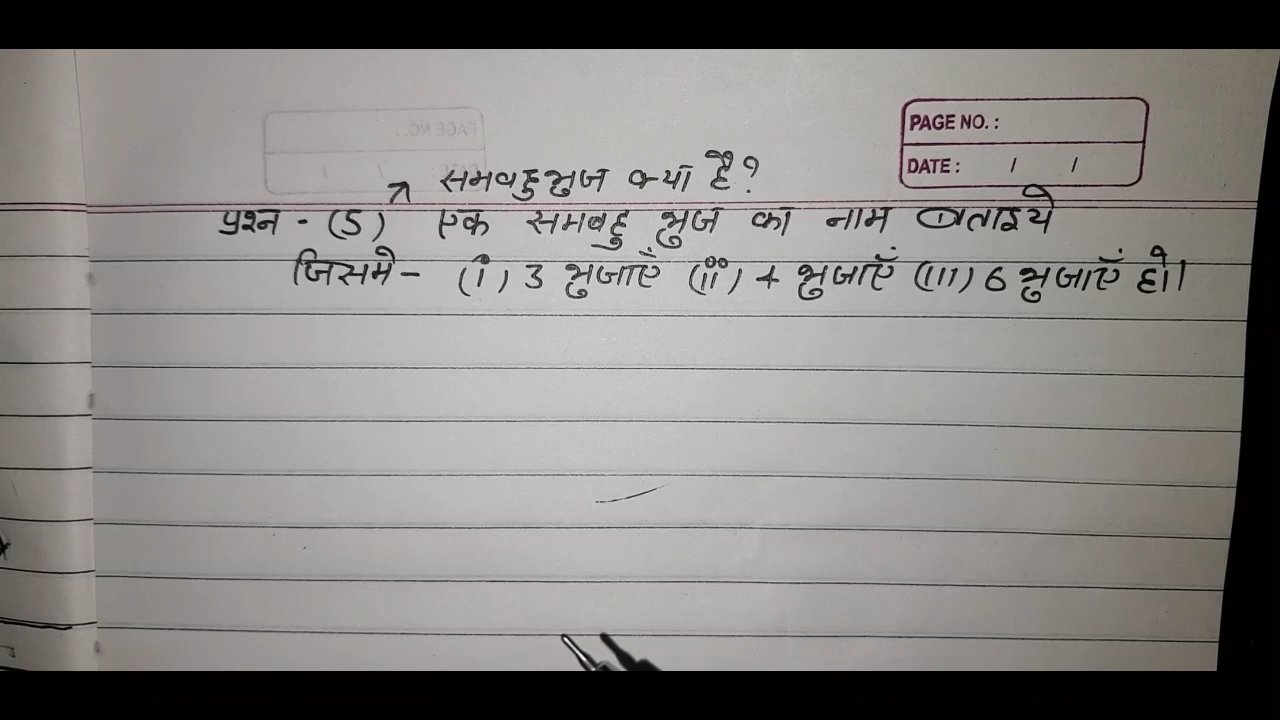 PAGE NO. :
DATE : / /
समबहुभुज क्या है?
प्रश्न - (5) एक समबहु भुज का नाम बताइये
जिसमे - (i) 3 भुजाएँ (ii) 4 भुजाएँ (III) 6 भुजाएँ हो।